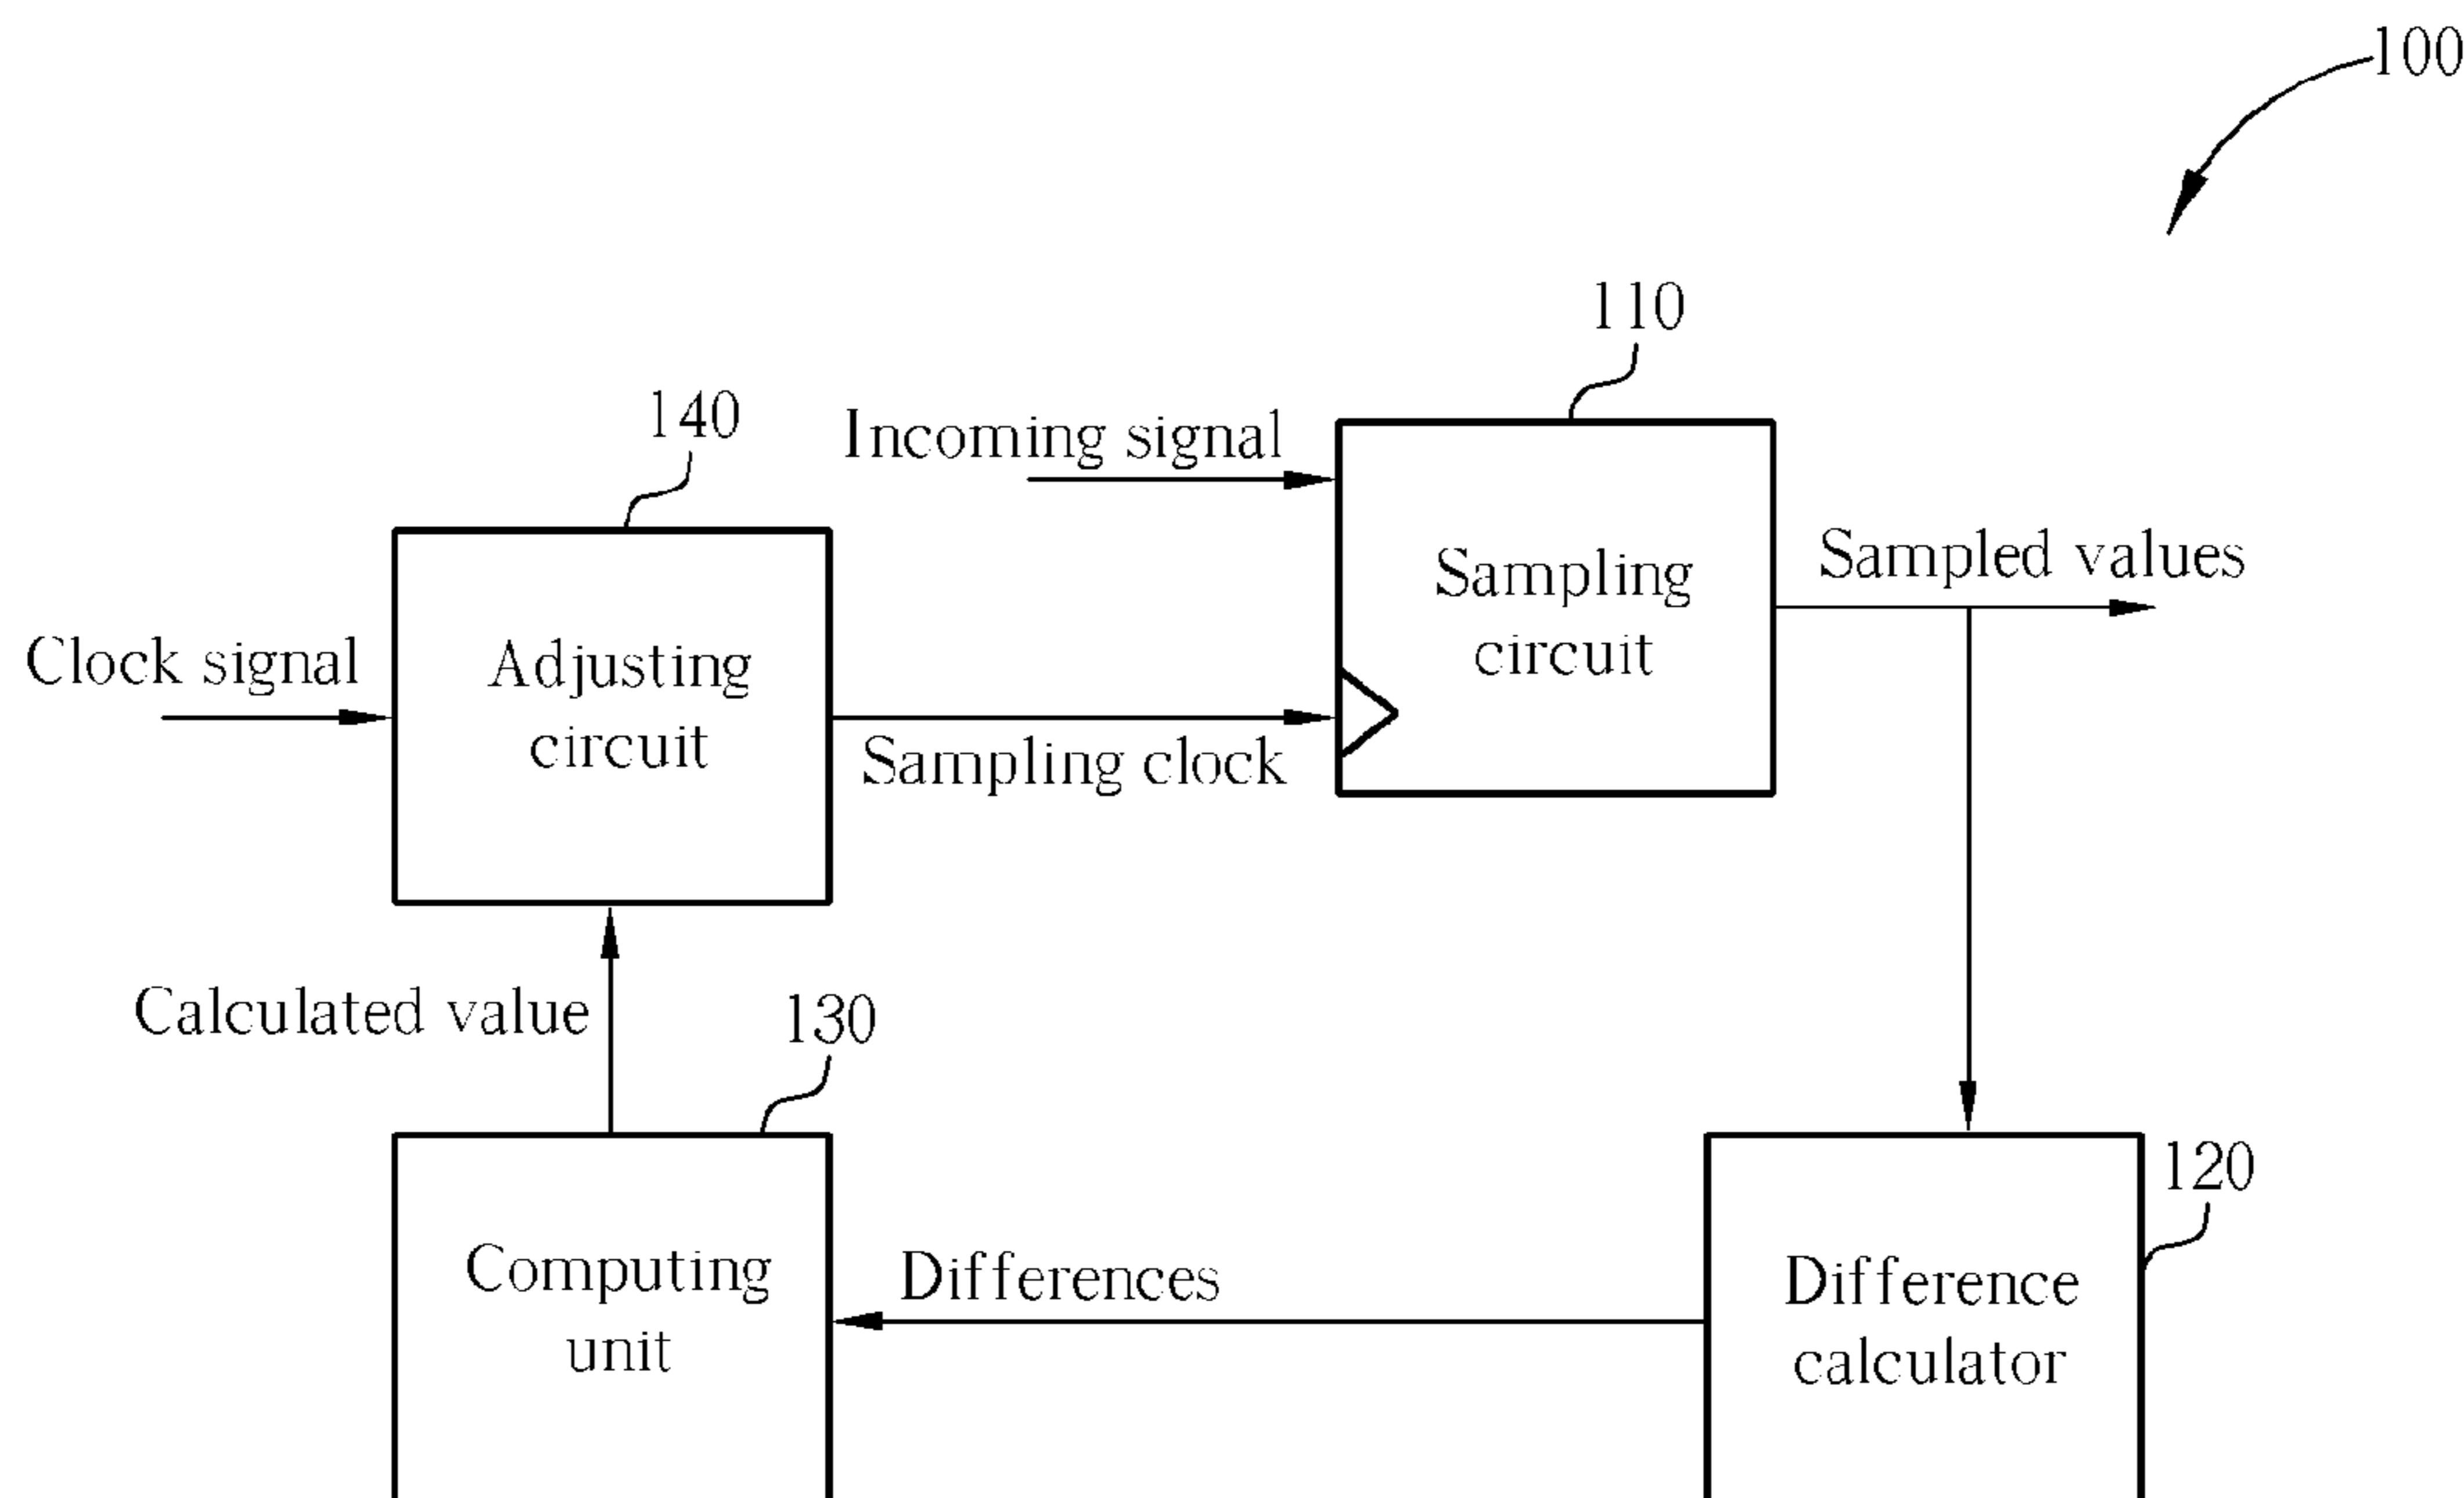 100
110
140
Incoming signal
Sampling
circuit
Sampled values
Clock signal
Adjusting
circuit
Sampling clock
Calculated value
130
120
Computing
unit
Differences
Difference
calculator